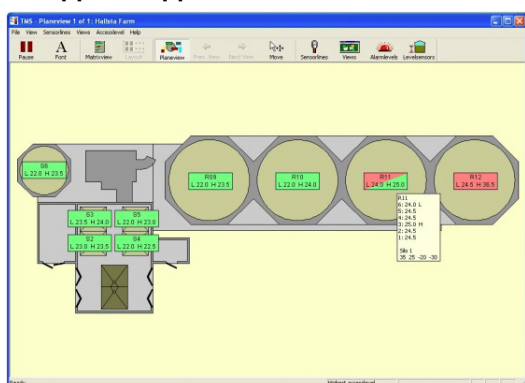 TMS - Planeview 1 of 1: Hallsta Farm
File View Sensorlines Views Accesslevel Help
Pause Font Matrixview Layout Planeview Prev. View Next View Move Sensorlines Views Alarmlevels Levelsensors
S6
L 22.0 H 23.5
R09
L 22.0 H 23.5
R10
L 22.0 H 24.0
R11
L 24.0 H 25.0
R12
L 24.5 H 36.5
R11
6: 24.0 L
5: 24.5
4: 24.5
3: 25.0 H
2: 24.5
1: 24.5
Silo 1
35 25 -20 -30
S3
L 23.5 H 24.0
S5
L 22.0 H 23.0
S2
L 23.0 H 23.5
S4
L 22.0 H 22.5
Ready
Highest accesslevel